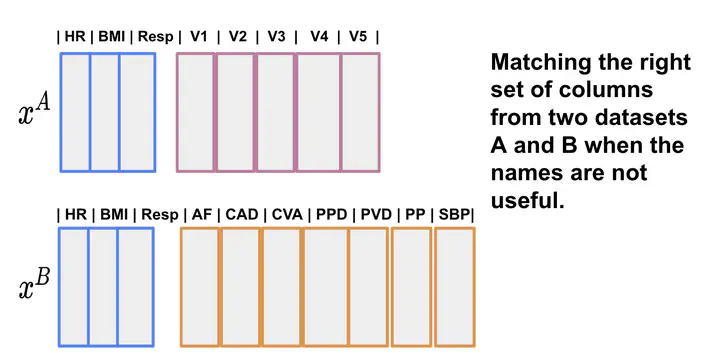 | HR | BMI | Resp | V1 | V2 | V3 | V4 | V5 |
x^A
Matching the right
set of columns
from two datasets
A and B when the
names are not
useful.
| HR | BMI | Resp | AF | CAD | CVA | PPD | PVD | PP | SBP|
x^B